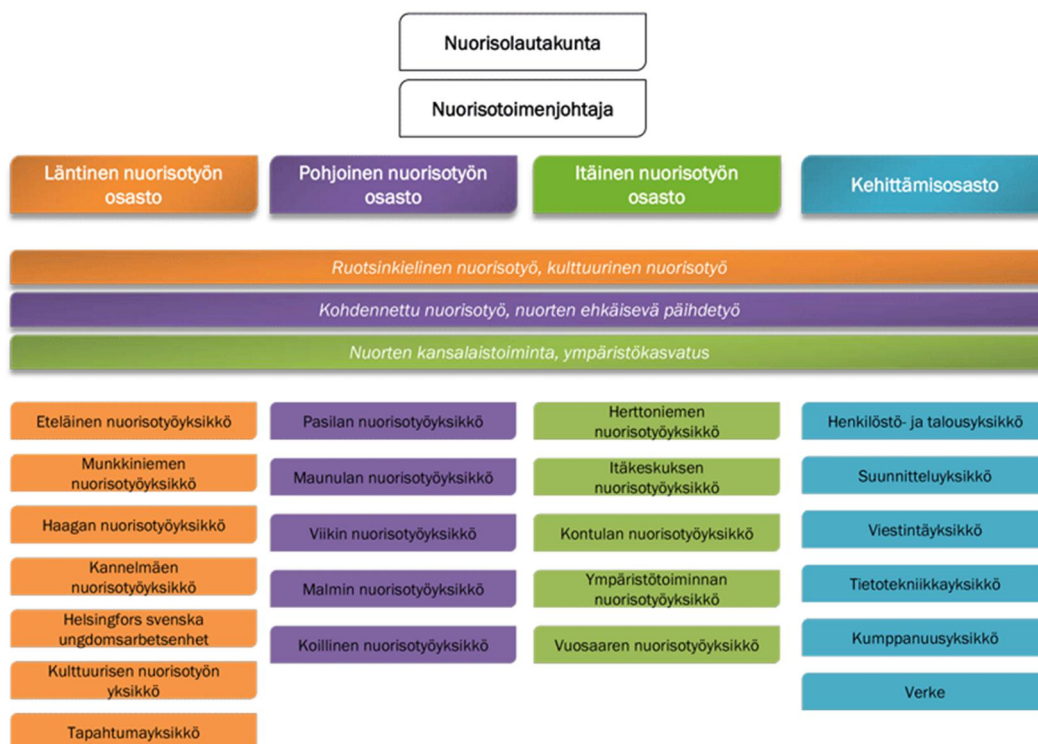 Nuorisolautakunta
Nuorisotoimenjohtaja
Läntinen nuorisotyön
osasto
Pohjoinen nuorisotyön
osasto
Itäinen nuorisotyön
osasto
Kehittämisosasto
Ruotsinkielinen nuorisotyö, kulttuurinen nuorisotyö
Kohdennettu nuorisotyö, nuorten ehkäisevä päihdetyö
Nuorten kansalaistoiminta, ympäristökasvatus
Eteläinen nuorisotyöyksikkö
Munkkiniemen
nuorisotyöyksikkö
Haagan nuorisotyöyksikkö
Kannelmäen
nuorisotyöyksikkö
Helsingfors svenska
ungdomsarbetsenhet
Kulttuurisen nuorisotyön
yksikkö
Tapahtumayksikkö
Pasilan nuorisotyöyksikkö
Maunulan nuorisotyöyksikkö
Viikin nuorisotyöyksikkö
Malmin nuorisotyöyksikkö
Koillinen nuorisotyöyksikkö
Herttoniemen
nuorisotyöyksikkö
Itäkeskuksen
nuorisotyöyksikkö
Kontulan nuorisotyöyksikkö
Ympäristötoiminnan
nuorisotyöyksikkö
Vuosaaren nuorisotyöyksikkö
Henkilöstö- ja talousyksikkö
Suunnitteluyksikkö
Viestintäyksikkö
Tietotekniikkayksikkö
Kumppanuusyksikkö
Verke